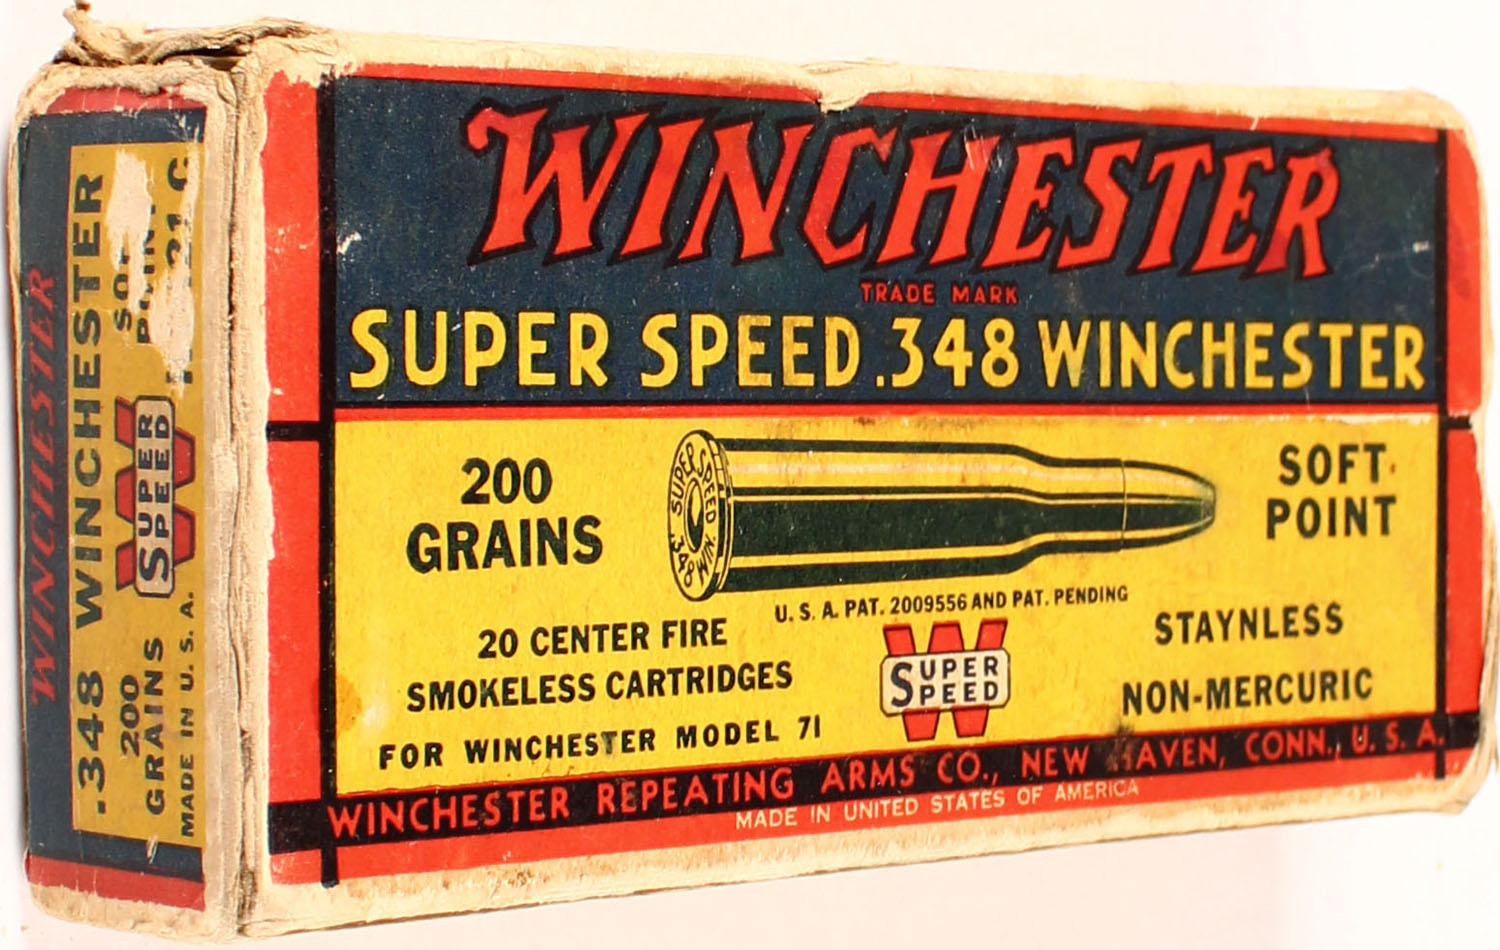 WINCHESTER
TRADE MARK
SUPER SPEED .348 WINCHESTER
200
GRAINS
SUPER SPEED
.348 WIN.
SOFT
POINT
U. S. A. PAT. 2009556 AND PAT. PENDING
20 CENTER FIRE
SMOKELESS CARTRIDGES
FOR WINCHESTER MODEL 71
W
SUPER
SPEED
STAYNLESS
NON-MERCURIC
WINCHESTER REPEATING ARMS CO., NEW HAVEN, CONN., U. S. A.
MADE IN UNITED STATES OF AMERICA
WINCHESTER
.348 WINCHESTER
200
GRAINS
W
SUPER
SPEED
MADE IN U. S. A.